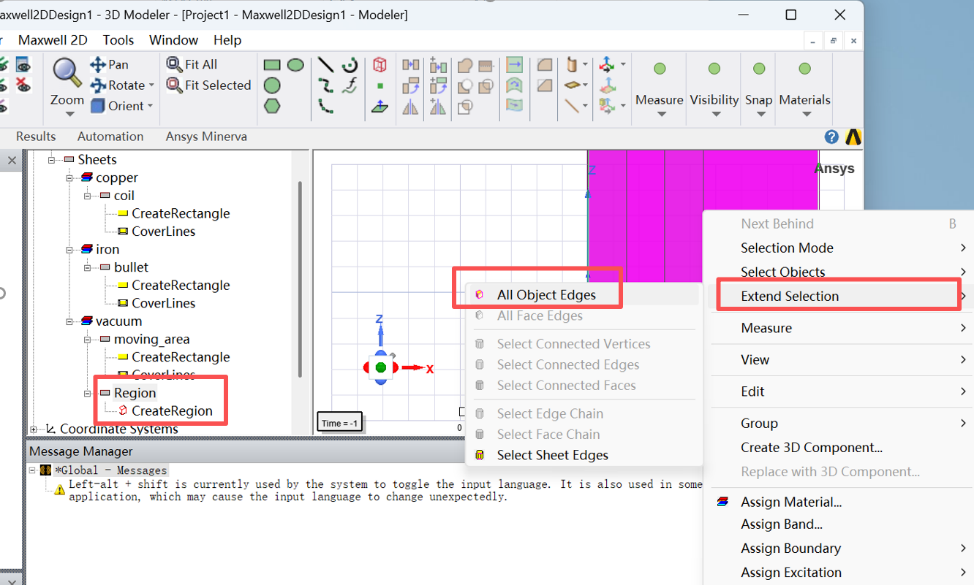 axwell2DDesign1 - 3D Modeler - [Project1 - Maxwell2DDesign1 - Modeler]
Maxwell 2D Tools Window Help
Pan
Rotate
Orient
Zoom
Fit All
Fit Selected
Measure
Visibility
Snap
Materials
Results Automation Ansys Minerva
Sheets
copper
coil
CreateRectangle
CoverLines
iron
bullet
CreateRectangle
CoverLines
vacuum
moving_area
CreateRectangle
CoverLines
Region
CreateRegion
Coordinate Systems
Z
Ansys
Z
X
Time = -1
0
All Object Edges
All Face Edges
Select Connected Vertices
Select Connected Edges
Select Connected Faces
Select Edge Chain
Select Face Chain
Select Sheet Edges
Next Behind B
Selection Mode
Select Objects
Extend Selection
Measure
View
Edit
Group
Create 3D Component...
Replace with 3D Component...
Assign Material...
Assign Band...
Assign Boundary
Assign Excitation
Message Manager
*Global - Messages
Left-alt + shift is currently used by the system to toggle the input language. It is also used in some
application, which may cause the input language to change unexpectedly.